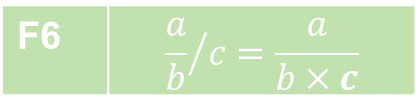 F6 a/b / c = a/(b × c)